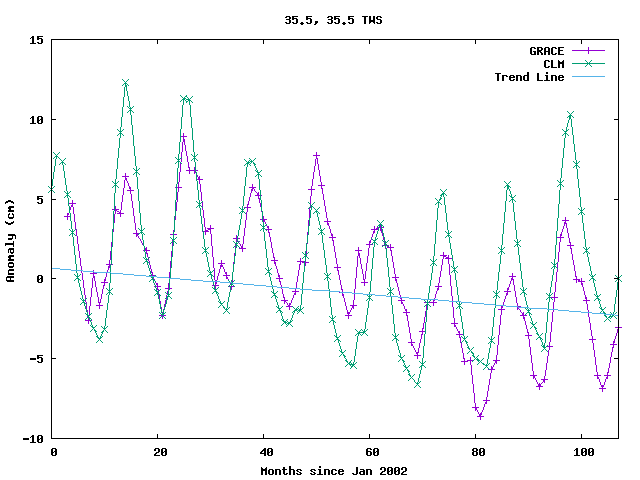 35.5, 35.5 TWS
GRACE
CLM
Trend Line
15
10
5
0
-5
-10
Anomaly (cm)
0 20 40 60 80 100
Months since Jan 2002